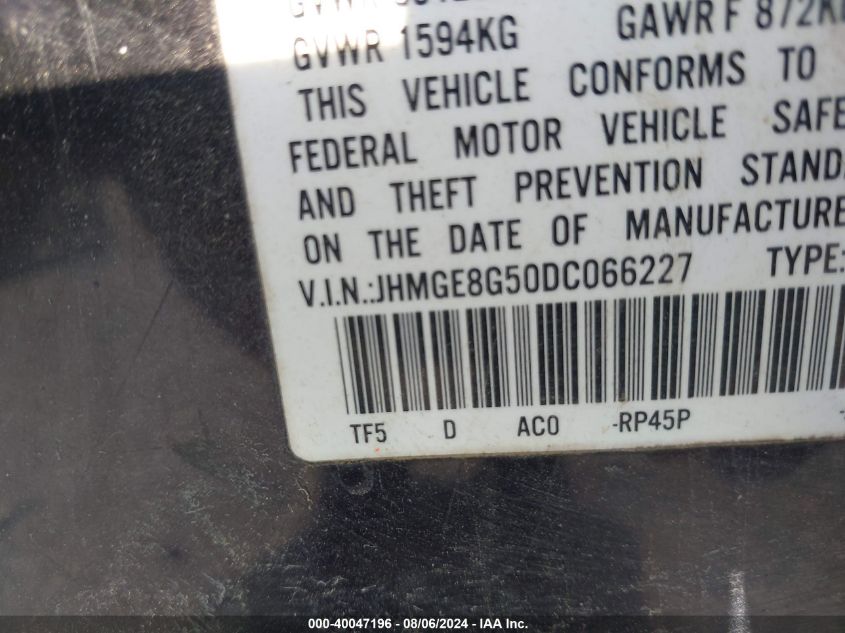 GVWR
GVWR 1594KG GAWR F 872K
THIS VEHICLE CONFORMS TO
FEDERAL MOTOR VEHICLE SAFE
AND THEFT PREVENTION STAND
ON THE DATE OF MANUFACTURE
V.I.N.:JHMGE8G50DC066227 TYPE:
TF5 D AC0 -RP45P
000-40047196 - 08/06/2024 - IAA Inc.